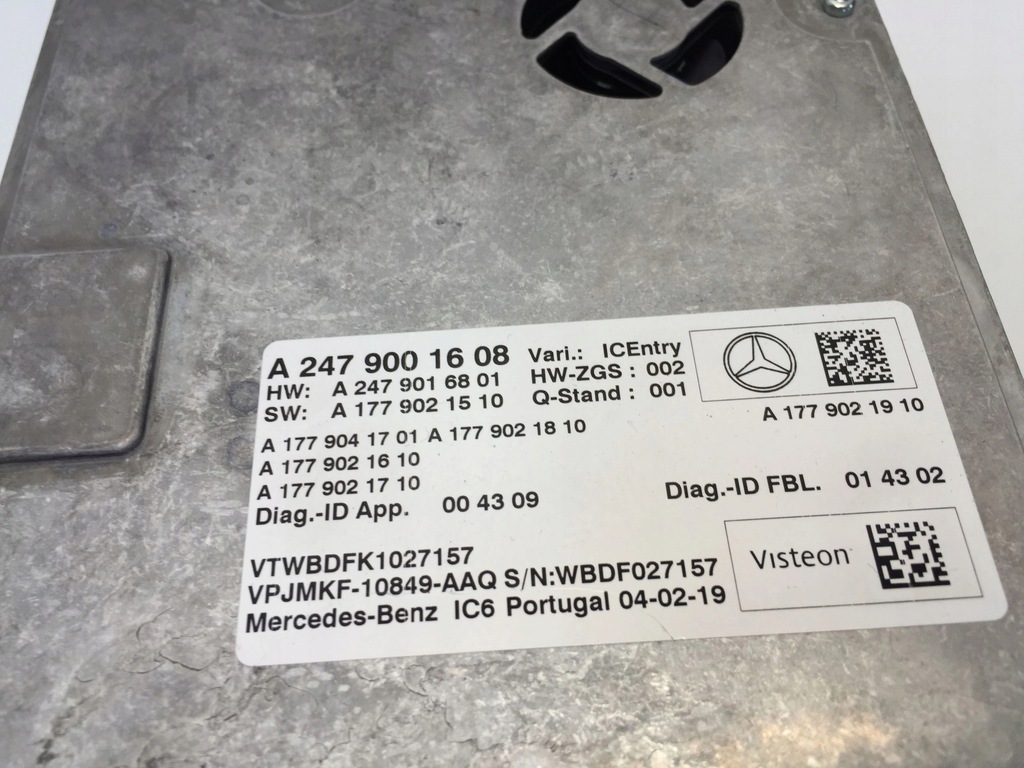 A 247 900 16 08 Vari.: ICEntry
HW: A 247 901 68 01 HW-ZGS : 002
SW: A 177 902 15 10 Q-Stand : 001
A 177 902 19 10
A 177 904 17 01 A 177 902 18 10
A 177 902 16 10
A 177 902 17 10
Diag.-ID App. 00 43 09 Diag.-ID FBL. 01 43 02
VTWBDFK1027157
VPJMKF-10849-AAQ S/N:WBDF027157
Mercedes-Benz IC6 Portugal 04-02-19
Visteon